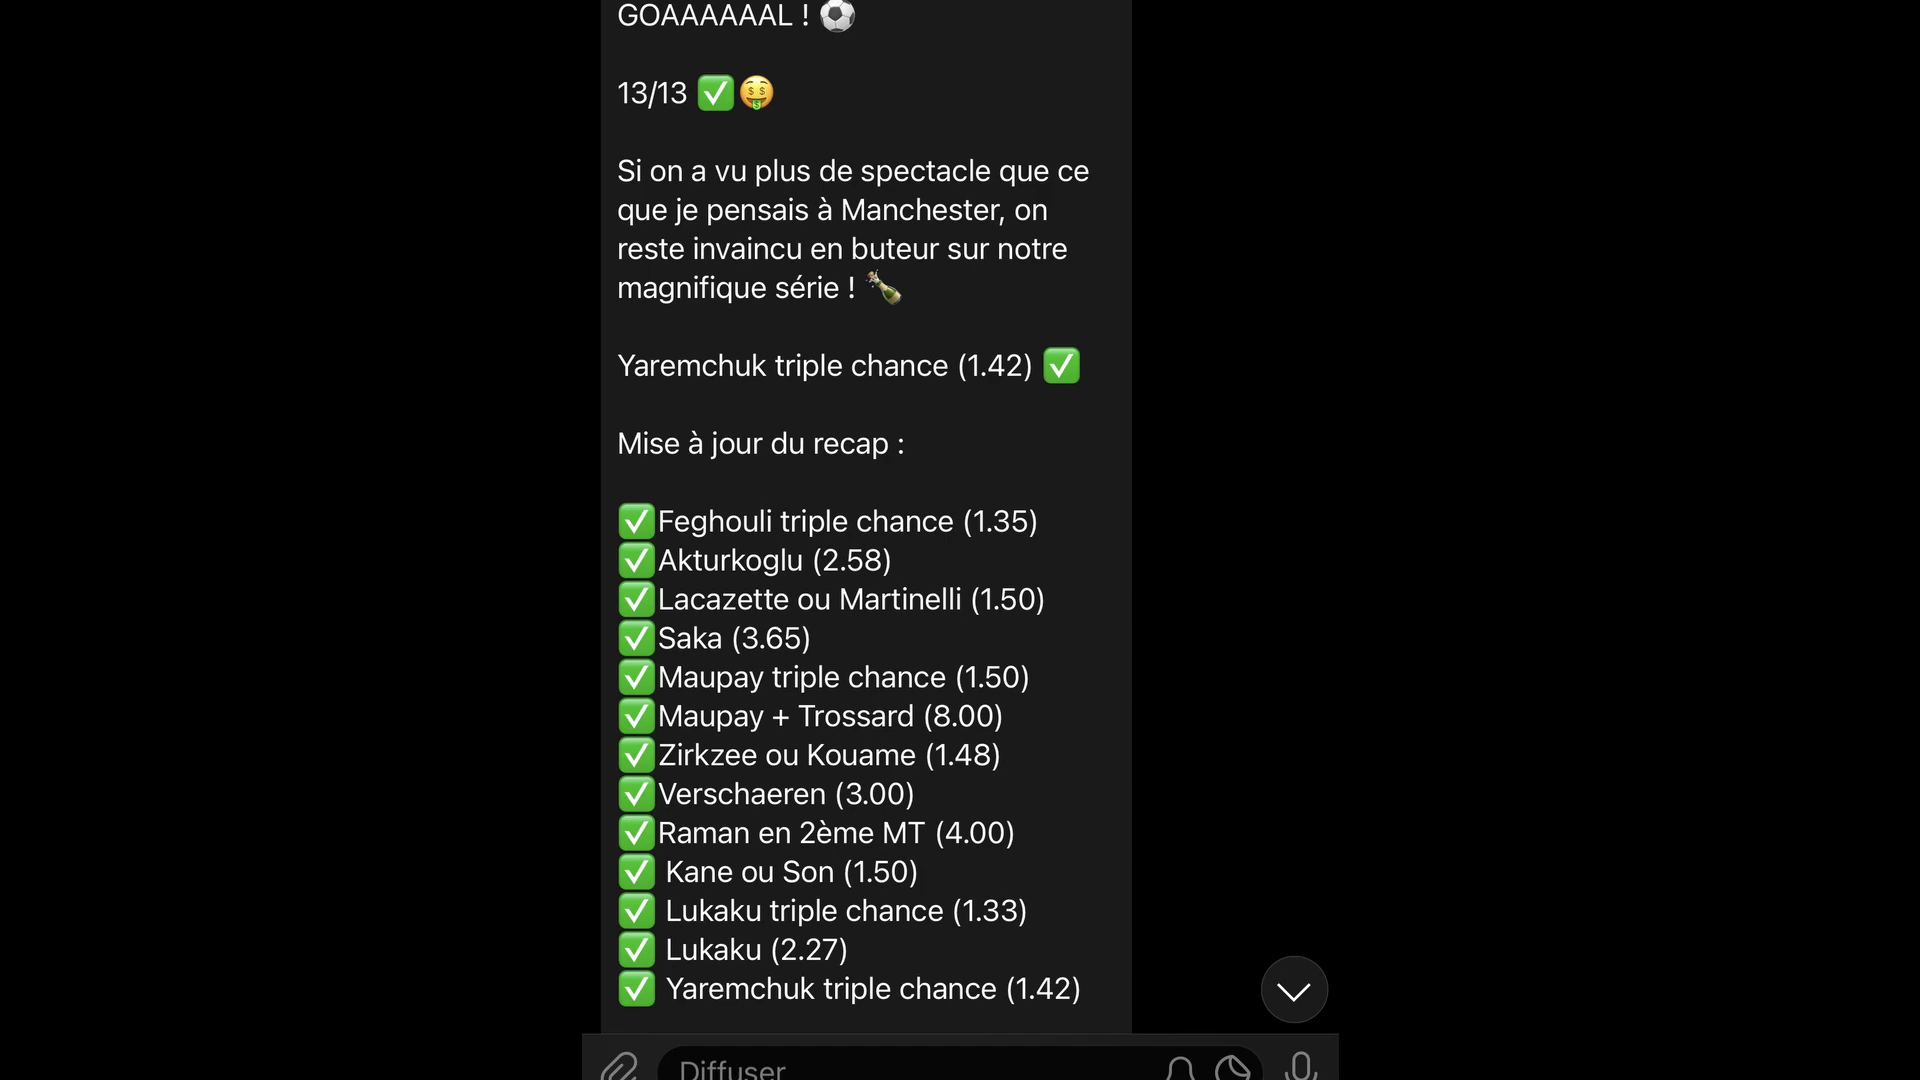 GOAAAAAAL ! ⚽
13/13 ✅🤑
Si on a vu plus de spectacle que ce
que je pensais à Manchester, on
reste invaincu en buteur sur notre
magnifique série ! 🍾
Yaremchuk triple chance (1.42) ✅
Mise à jour du recap :
✅Feghouli triple chance (1.35)
✅Akturkoglu (2.58)
✅Lacazette ou Martinelli (1.50)
✅Saka (3.65)
✅Maupay triple chance (1.50)
✅Maupay + Trossard (8.00)
✅Zirkzee ou Kouame (1.48)
✅Verschaeren (3.00)
✅Raman en 2ème MT (4.00)
✅ Kane ou Son (1.50)
✅ Lukaku triple chance (1.33)
✅ Lukaku (2.27)
✅ Yaremchuk triple chance (1.42)
Diffuser